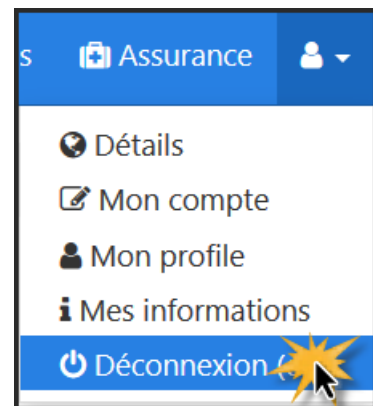 s Assurance
Détails
Mon compte
Mon profile
Mes informations
Déconnexion (